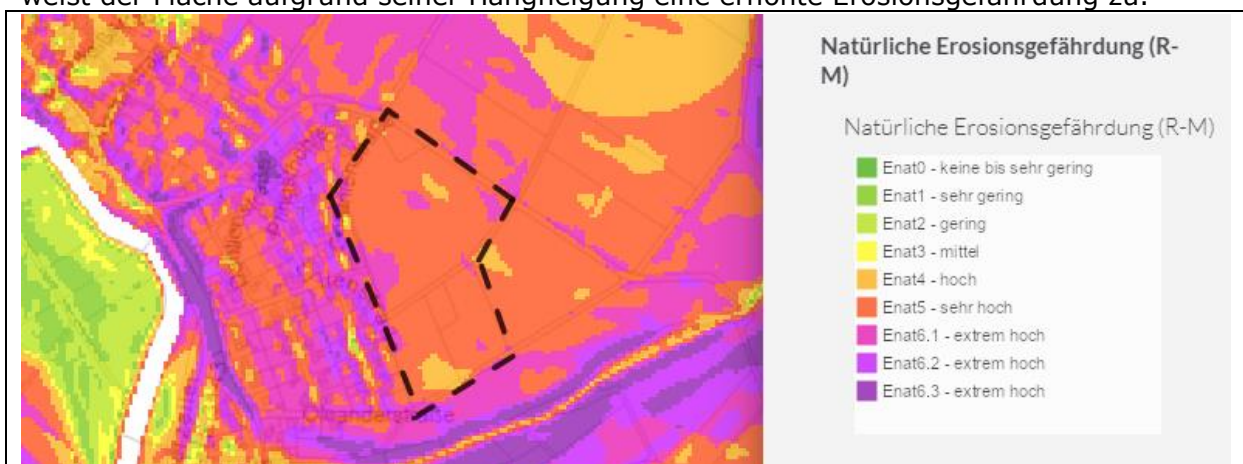 weist der Fläche aufgrund seiner Hangneigung eine erhöhte Erosionsgefährdung zu.
Natürliche Erosionsgefährdung (R-
M)
Natürliche Erosionsgefährdung (R-M)
Enat0 - keine bis sehr gering
Enat1 - sehr gering
Enat2 - gering
Enat3 - mittel
Enat4 - hoch
Enat5 - sehr hoch
Enat6.1 - extrem hoch
Enat6.2 - extrem hoch
Enat6.3 - extrem hoch